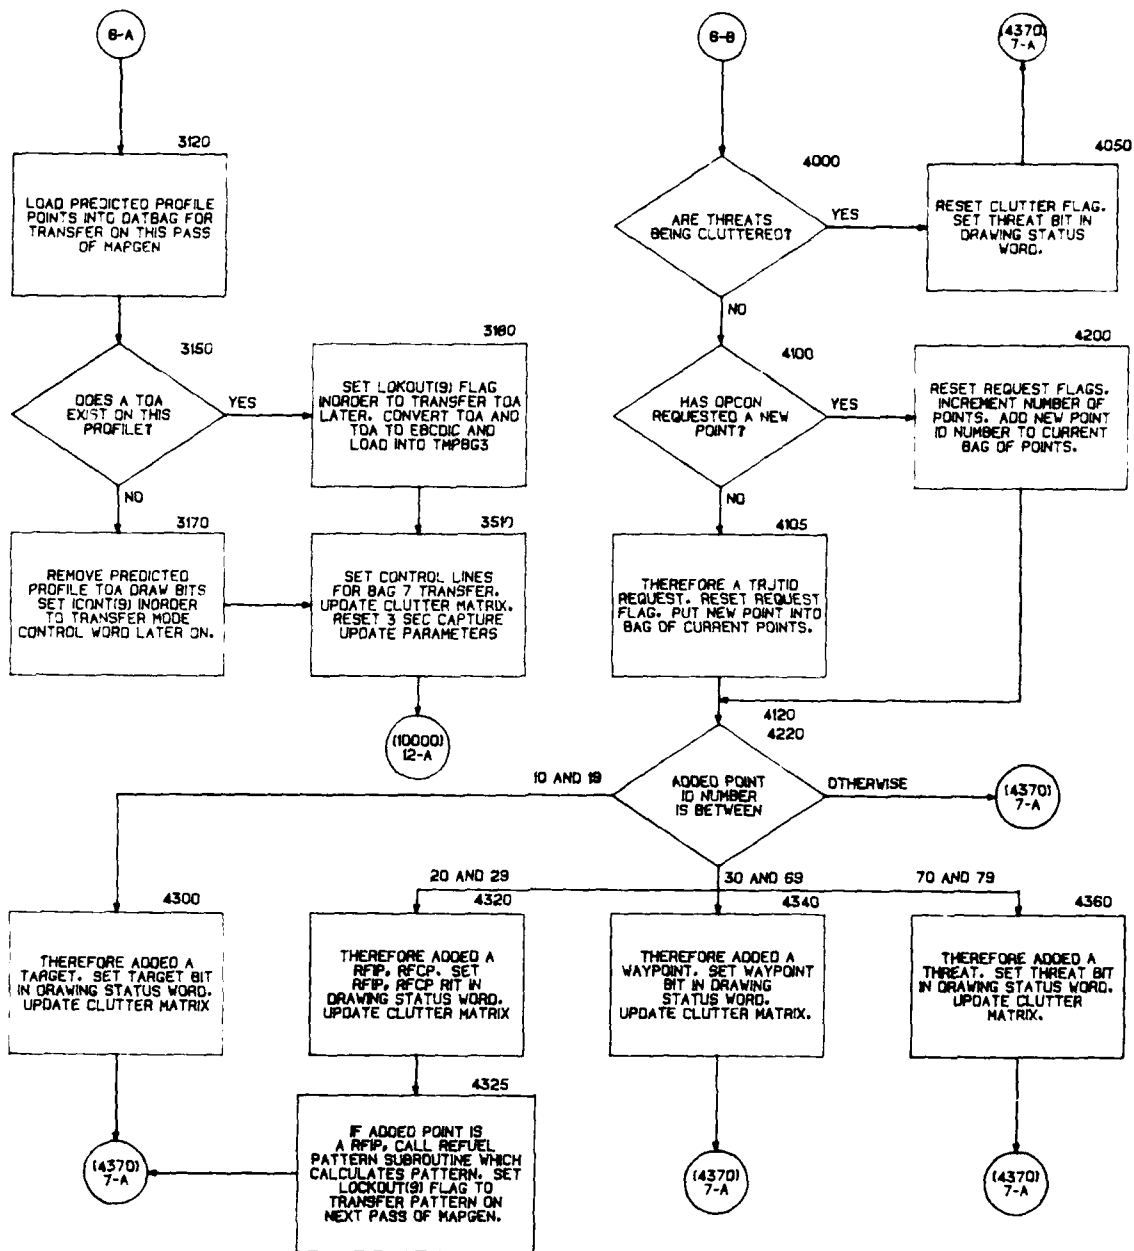 6-A
3120
LOAD PREDICTED PROFILE
POINTS INTO DATBAG FOR
TRANSFER ON THIS PASS
OF MAPGEN
3150
DOES A TOA
EXIST ON THIS
PROFILE?
YES
NO
3180
SET LOKOUT(9) FLAG
INORDER TO TRANSFER TOA
LATER. CONVERT TOA AND
TDA TO EBCDIC AND
LOAD INTO TMPBG3
3170
REMOVE PREDICTED
PROFILE TOA DRAW BITS
SET ICONT(9) INORDER
TO TRANSFER MODE
CONTROL WORD LATER ON.
3510
SET CONTROL LINES
FOR BAG 7 TRANSFER.
UPDATE CLUTTER MATRIX.
RESET 3 SEC CAPTURE
UPDATE PARAMETERS
(10000)
12-A
6-B
4000
ARE THREATS
BEING CLUTTERED?
YES
NO
(4370)
7-A
4050
RESET CLUTTER FLAG.
SET THREAT BIT IN
DRAWING STATUS
WORD.
4100
HAS OPCON
REQUESTED A NEW
POINT?
YES
NO
4200
RESET REQUEST FLAGS.
INCREMENT NUMBER OF
POINTS. ADD NEW POINT
ID NUMBER TO CURRENT
BAG OF POINTS.
4105
THEREFORE A TRJTID
REQUEST. RESET REQUEST
FLAG. PUT NEW POINT INTO
BAG OF CURRENT POINTS.
4120
4220
ADDED POINT
ID NUMBER
IS BETWEEN
OTHERWISE
(4370)
7-A
10 AND 19
20 AND 29
30 AND 69
70 AND 79
4300
THEREFORE ADDED A
TARGET. SET TARGET BIT
IN DRAWING STATUS WORD.
UPDATE CLUTTER MATRIX
4320
THEREFORE ADDED A
RFIP, RFCP. SET
RFIP, RFCP RIT IN
DRAWING STATUS WORD.
UPDATE CLUTTER MATRIX
4340
THEREFORE ADDED A
WAYPOINT. SET WAYPOINT
BIT IN DRAWING
STATUS WORD.
UPDATE CLUTTER MATRIX.
4360
THEREFORE ADDED A
THREAT. SET THREAT BIT
IN DRAWING STATUS WORD.
UPDATE CLUTTER
MATRIX.
4325
IF ADDED POINT IS
A RFIP, CALL REFUEL
PATTERN SUBROUTINE WHICH
CALCULATES PATTERN. SET
LOCKOUT(9) FLAG TO
TRANSFER PATTERN ON
NEXT PASS OF MAPGEN.
(4370)
7-A
(4370)
7-A
(4370)
7-A